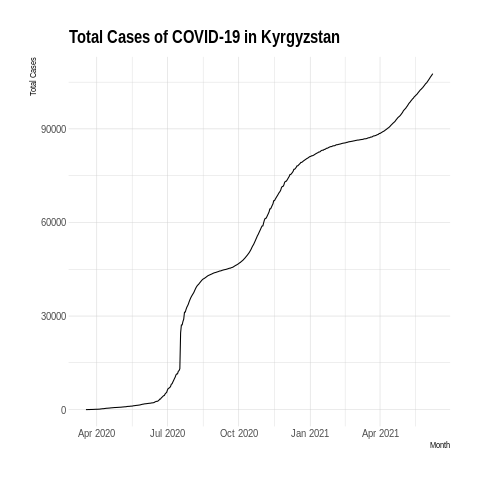 Total Cases of COVID-19 in Kyrgyzstan
Total Cases
90000
60000
30000
0
Apr 2020 Jul 2020 Oct 2020 Jan 2021 Apr 2021
Month